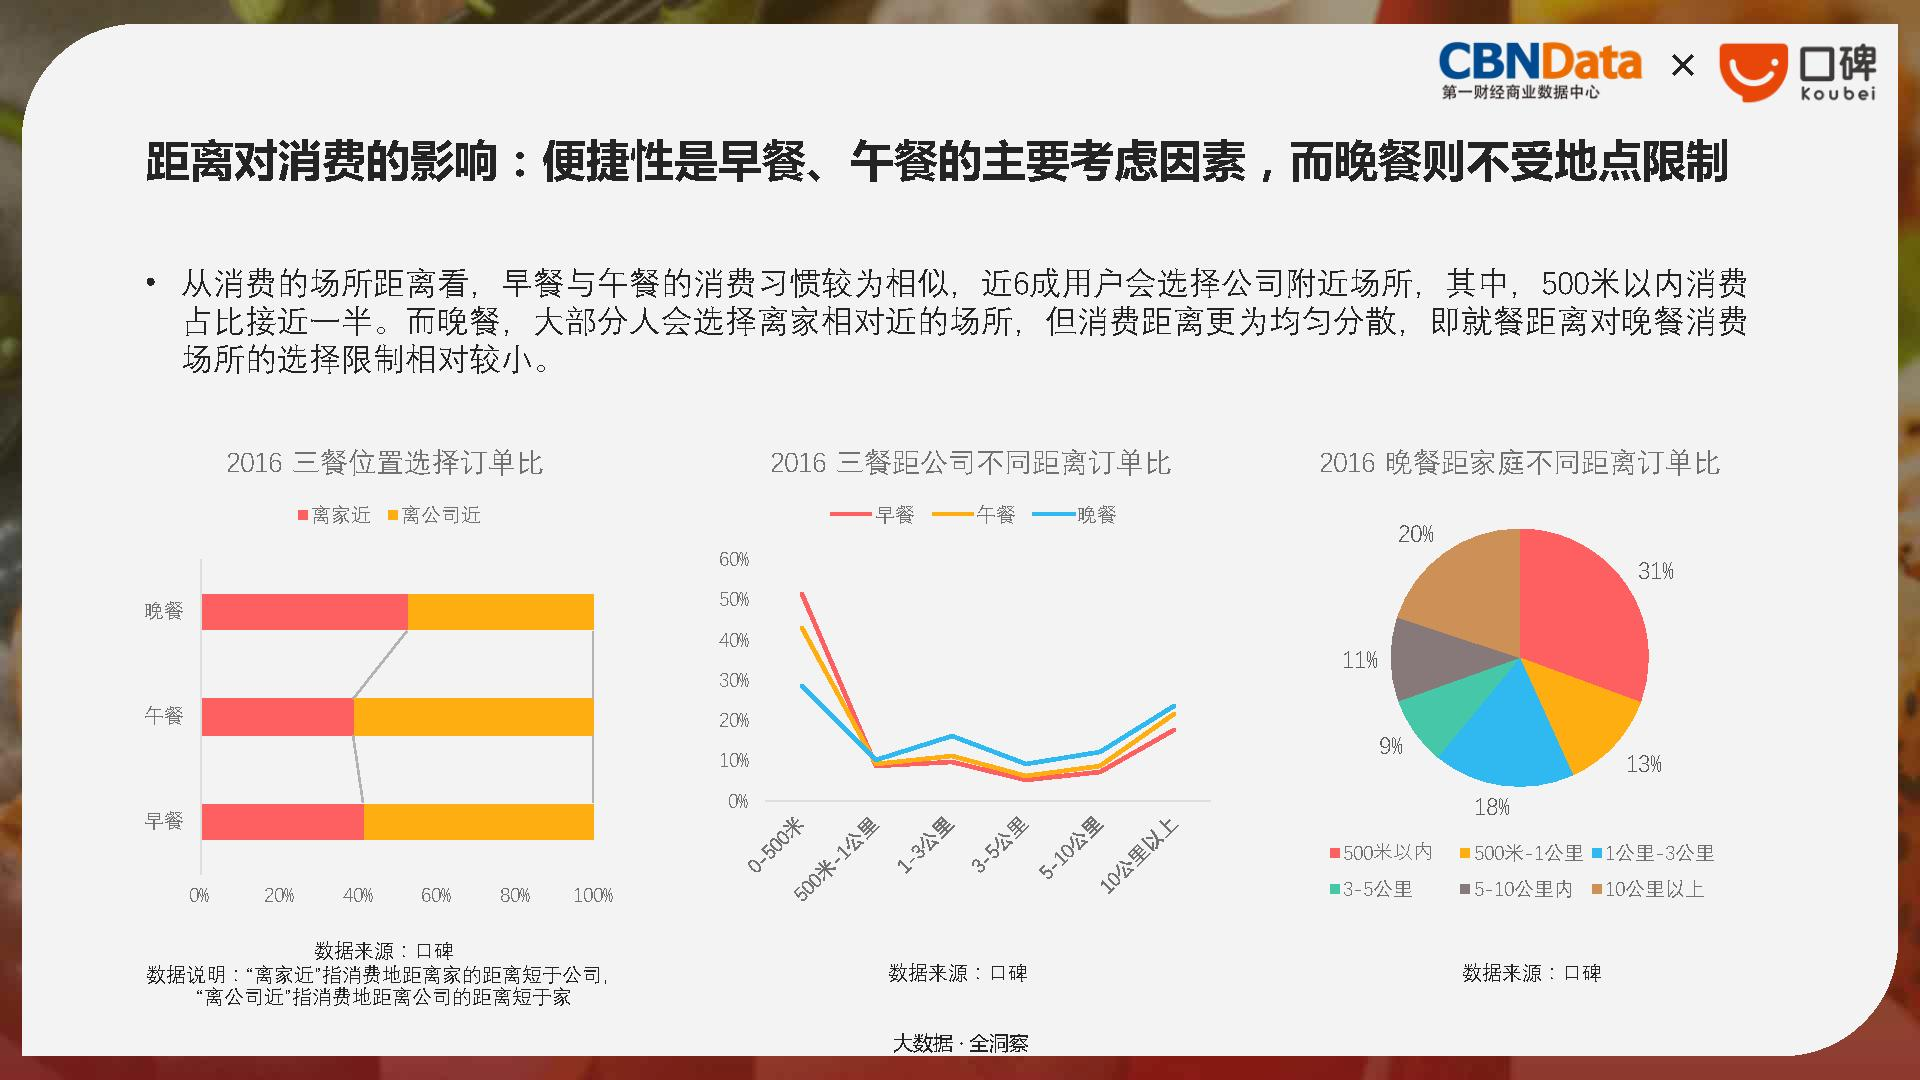 CBNData × 口碑
第一财经商业数据中心 Koubei
距离对消费的影响：便捷性是早餐、午餐的主要考虑因素，而晚餐则不受地点限制
• 从消费的场所距离看，早餐与午餐的消费习惯较为相似，近6成用户会选择公司附近场所，其中，500米以内消费
占比接近一半。而晚餐，大部分人会选择离家相对近的场所，但消费距离更为均匀分散，即就餐距离对晚餐消费
场所的选择限制相对较小。
2016 三餐位置选择订单比
离家近 离公司近
晚餐
午餐
早餐
0% 20% 40% 60% 80% 100%
数据来源：口碑
数据说明：“离家近”指消费地距离家的距离短于公司，
“离公司近”指消费地距离公司的距离短于家
2016 三餐距公司不同距离订单比
早餐 午餐 晚餐
60%
50%
40%
30%
20%
10%
0%
0-500米
500米-1公里
1-3公里
3-5公里
5-10公里
10公里以上
数据来源：口碑
2016 晚餐距家庭不同距离订单比
20%
31%
11%
9%
13%
18%
500米以内 500米-1公里 1公里-3公里
3-5公里 5-10公里内 10公里以上
数据来源：口碑
大数据·全洞察